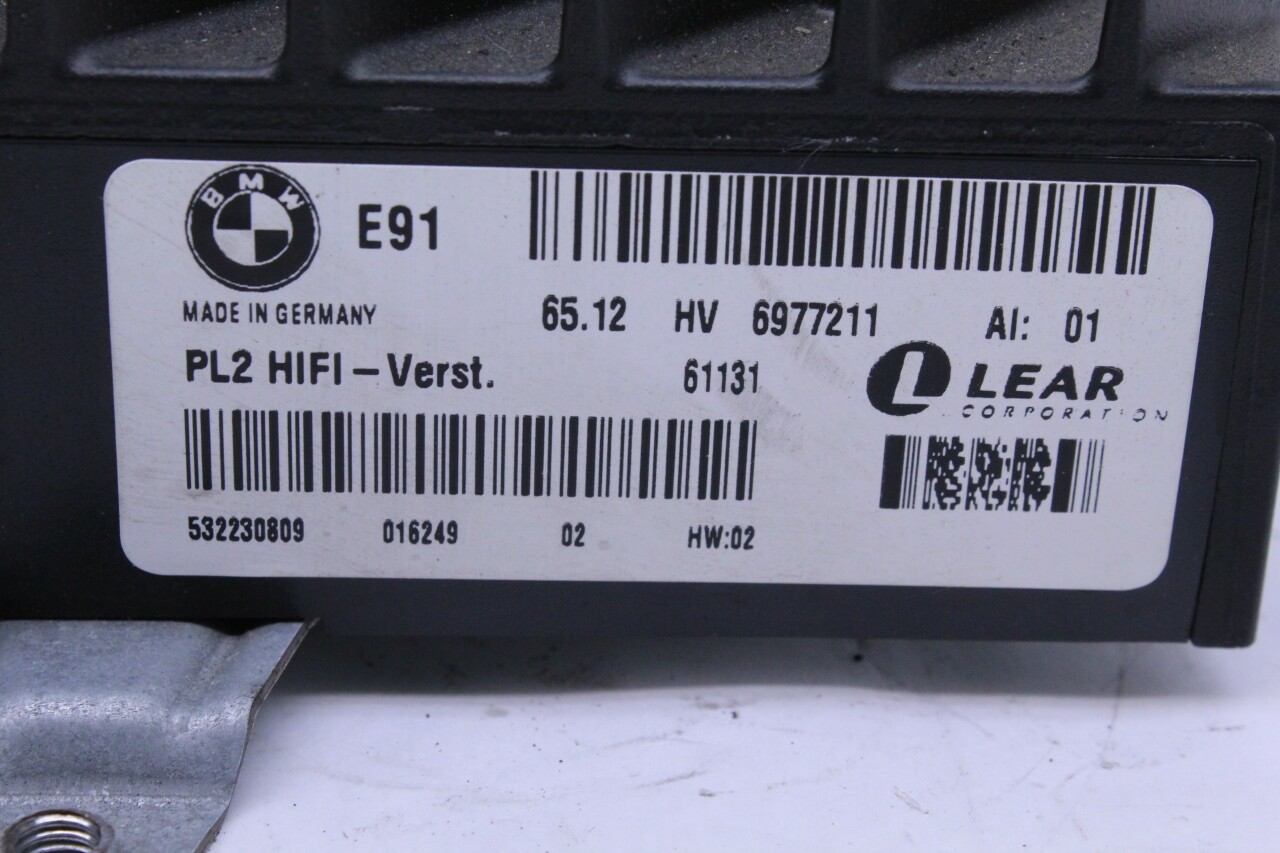 BMW
E91
MADE IN GERMANY
65.12 HV 6977211 AI: 01
PL2 HIFI-Verst. 61131
LEAR
CORPORATION
532230809 016249 02 HW:02